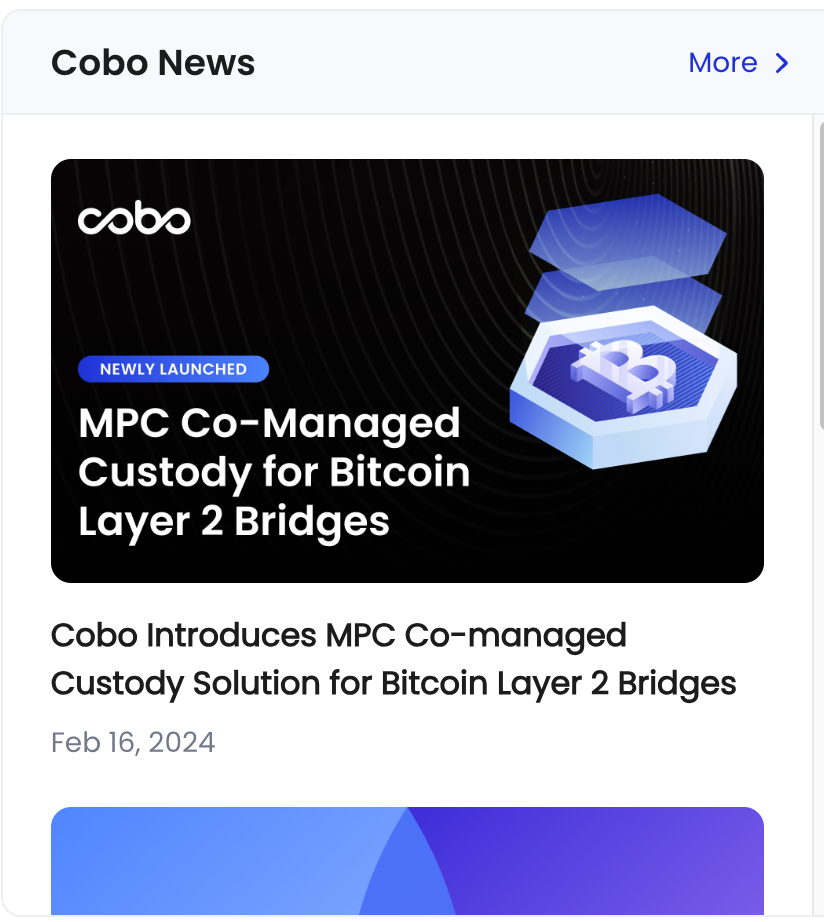 Cobo News
More
cobo
NEWLY LAUNCHED
MPC Co-Managed
Custody for Bitcoin
Layer 2 Bridges
Cobo Introduces MPC Co-managed
Custody Solution for Bitcoin Layer 2 Bridges
Feb 16, 2024